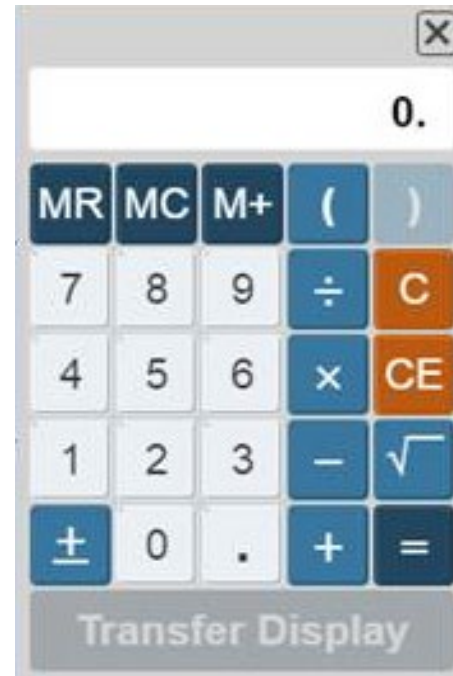 0.
MR MC M+ ( )
7 8 9 ÷ C
4 5 6 × CE
1 2 3 − √
± 0 . + =
Transfer Display